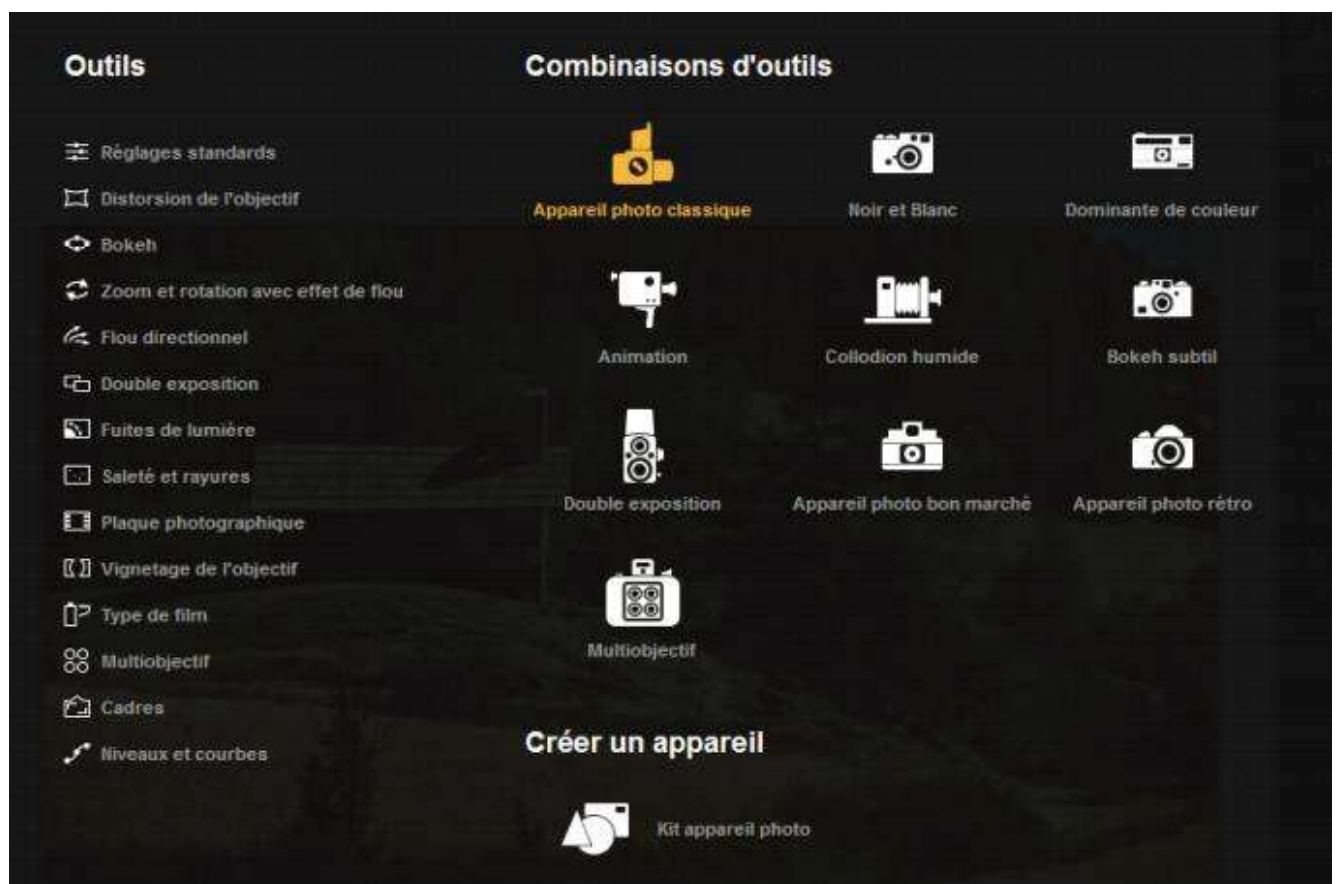 Outils
Réglages standards
Distorsion de l'objectif
Bokeh
Zoom et rotation avec effet de flou
Flou directionnel
Double exposition
Fuites de lumière
Saleté et rayures
Plaque photographique
Vignetage de l'objectif
Type de film
Multiobjectif
Cadres
Niveaux et courbes
Combinaisons d'outils
Appareil photo classique
Noir et Blanc
Dominante de couleur
Animation
Collodion humide
Bokeh subtil
Double exposition
Appareil photo bon marché
Appareil photo rétro
Multiobjectif
Créer un appareil
Kit appareil photo